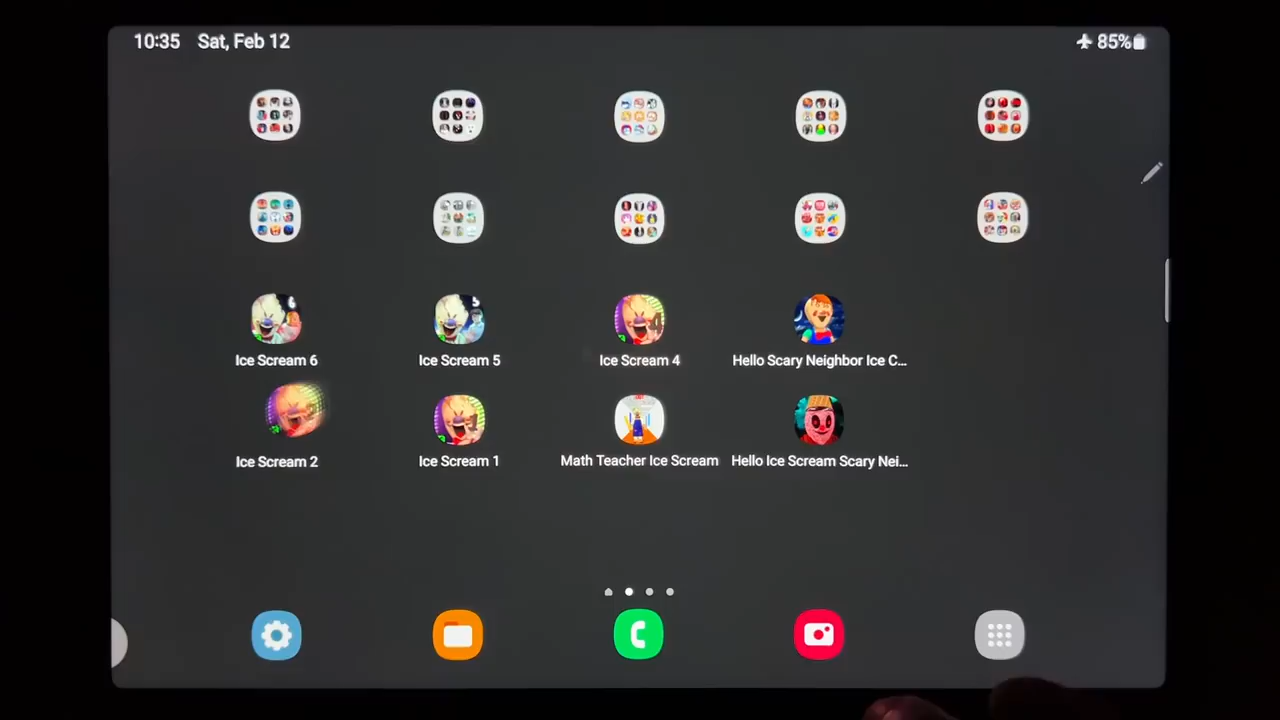 10:35 Sat, Feb 12 85%
Ice Scream 6 Ice Scream 5 Ice Scream 4 Hello Scary Neighbor Ice C...
Ice Scream 2 Ice Scream 1 Math Teacher Ice Scream Hello Ice Scream Scary Nei...